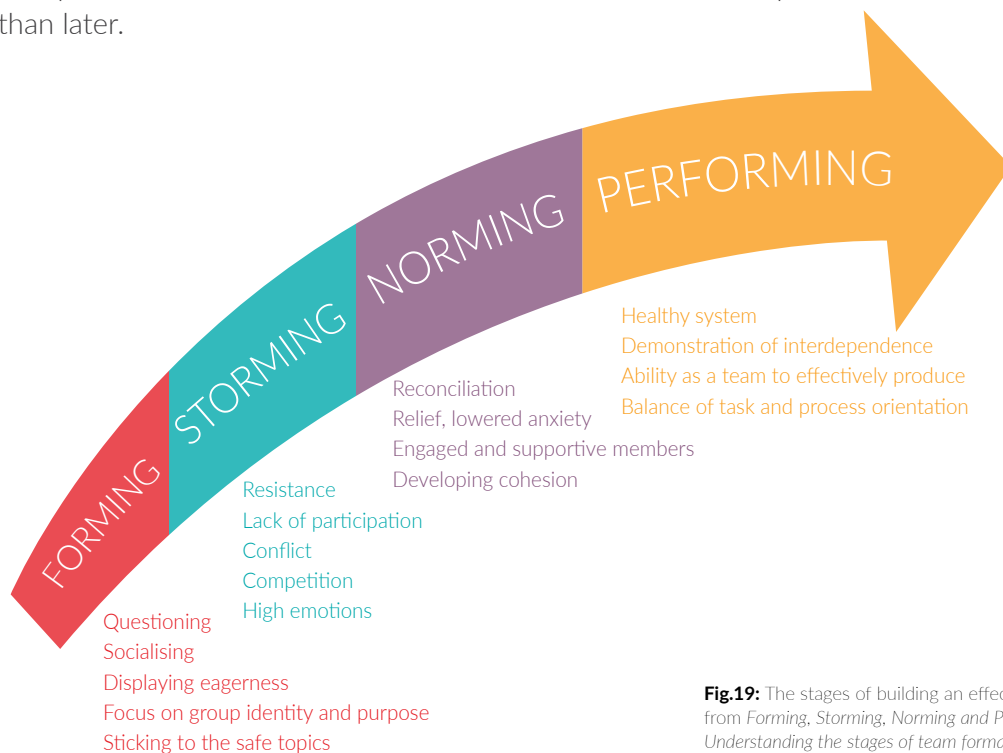 than later.
FORMING
STORMING
NORMING
PERFORMING
Questioning
Socialising
Displaying eagerness
Focus on group identity and purpose
Sticking to the safe topics
Resistance
Lack of participation
Conflict
Competition
High emotions
Reconciliation
Relief, lowered anxiety
Engaged and supportive members
Developing cohesion
Healthy system
Demonstration of interdependence
Ability as a team to effectively produce
Balance of task and process orientation
Fig.19: The stages of building an effec
from Forming, Storming, Norming and P
Understanding the stages of team forma